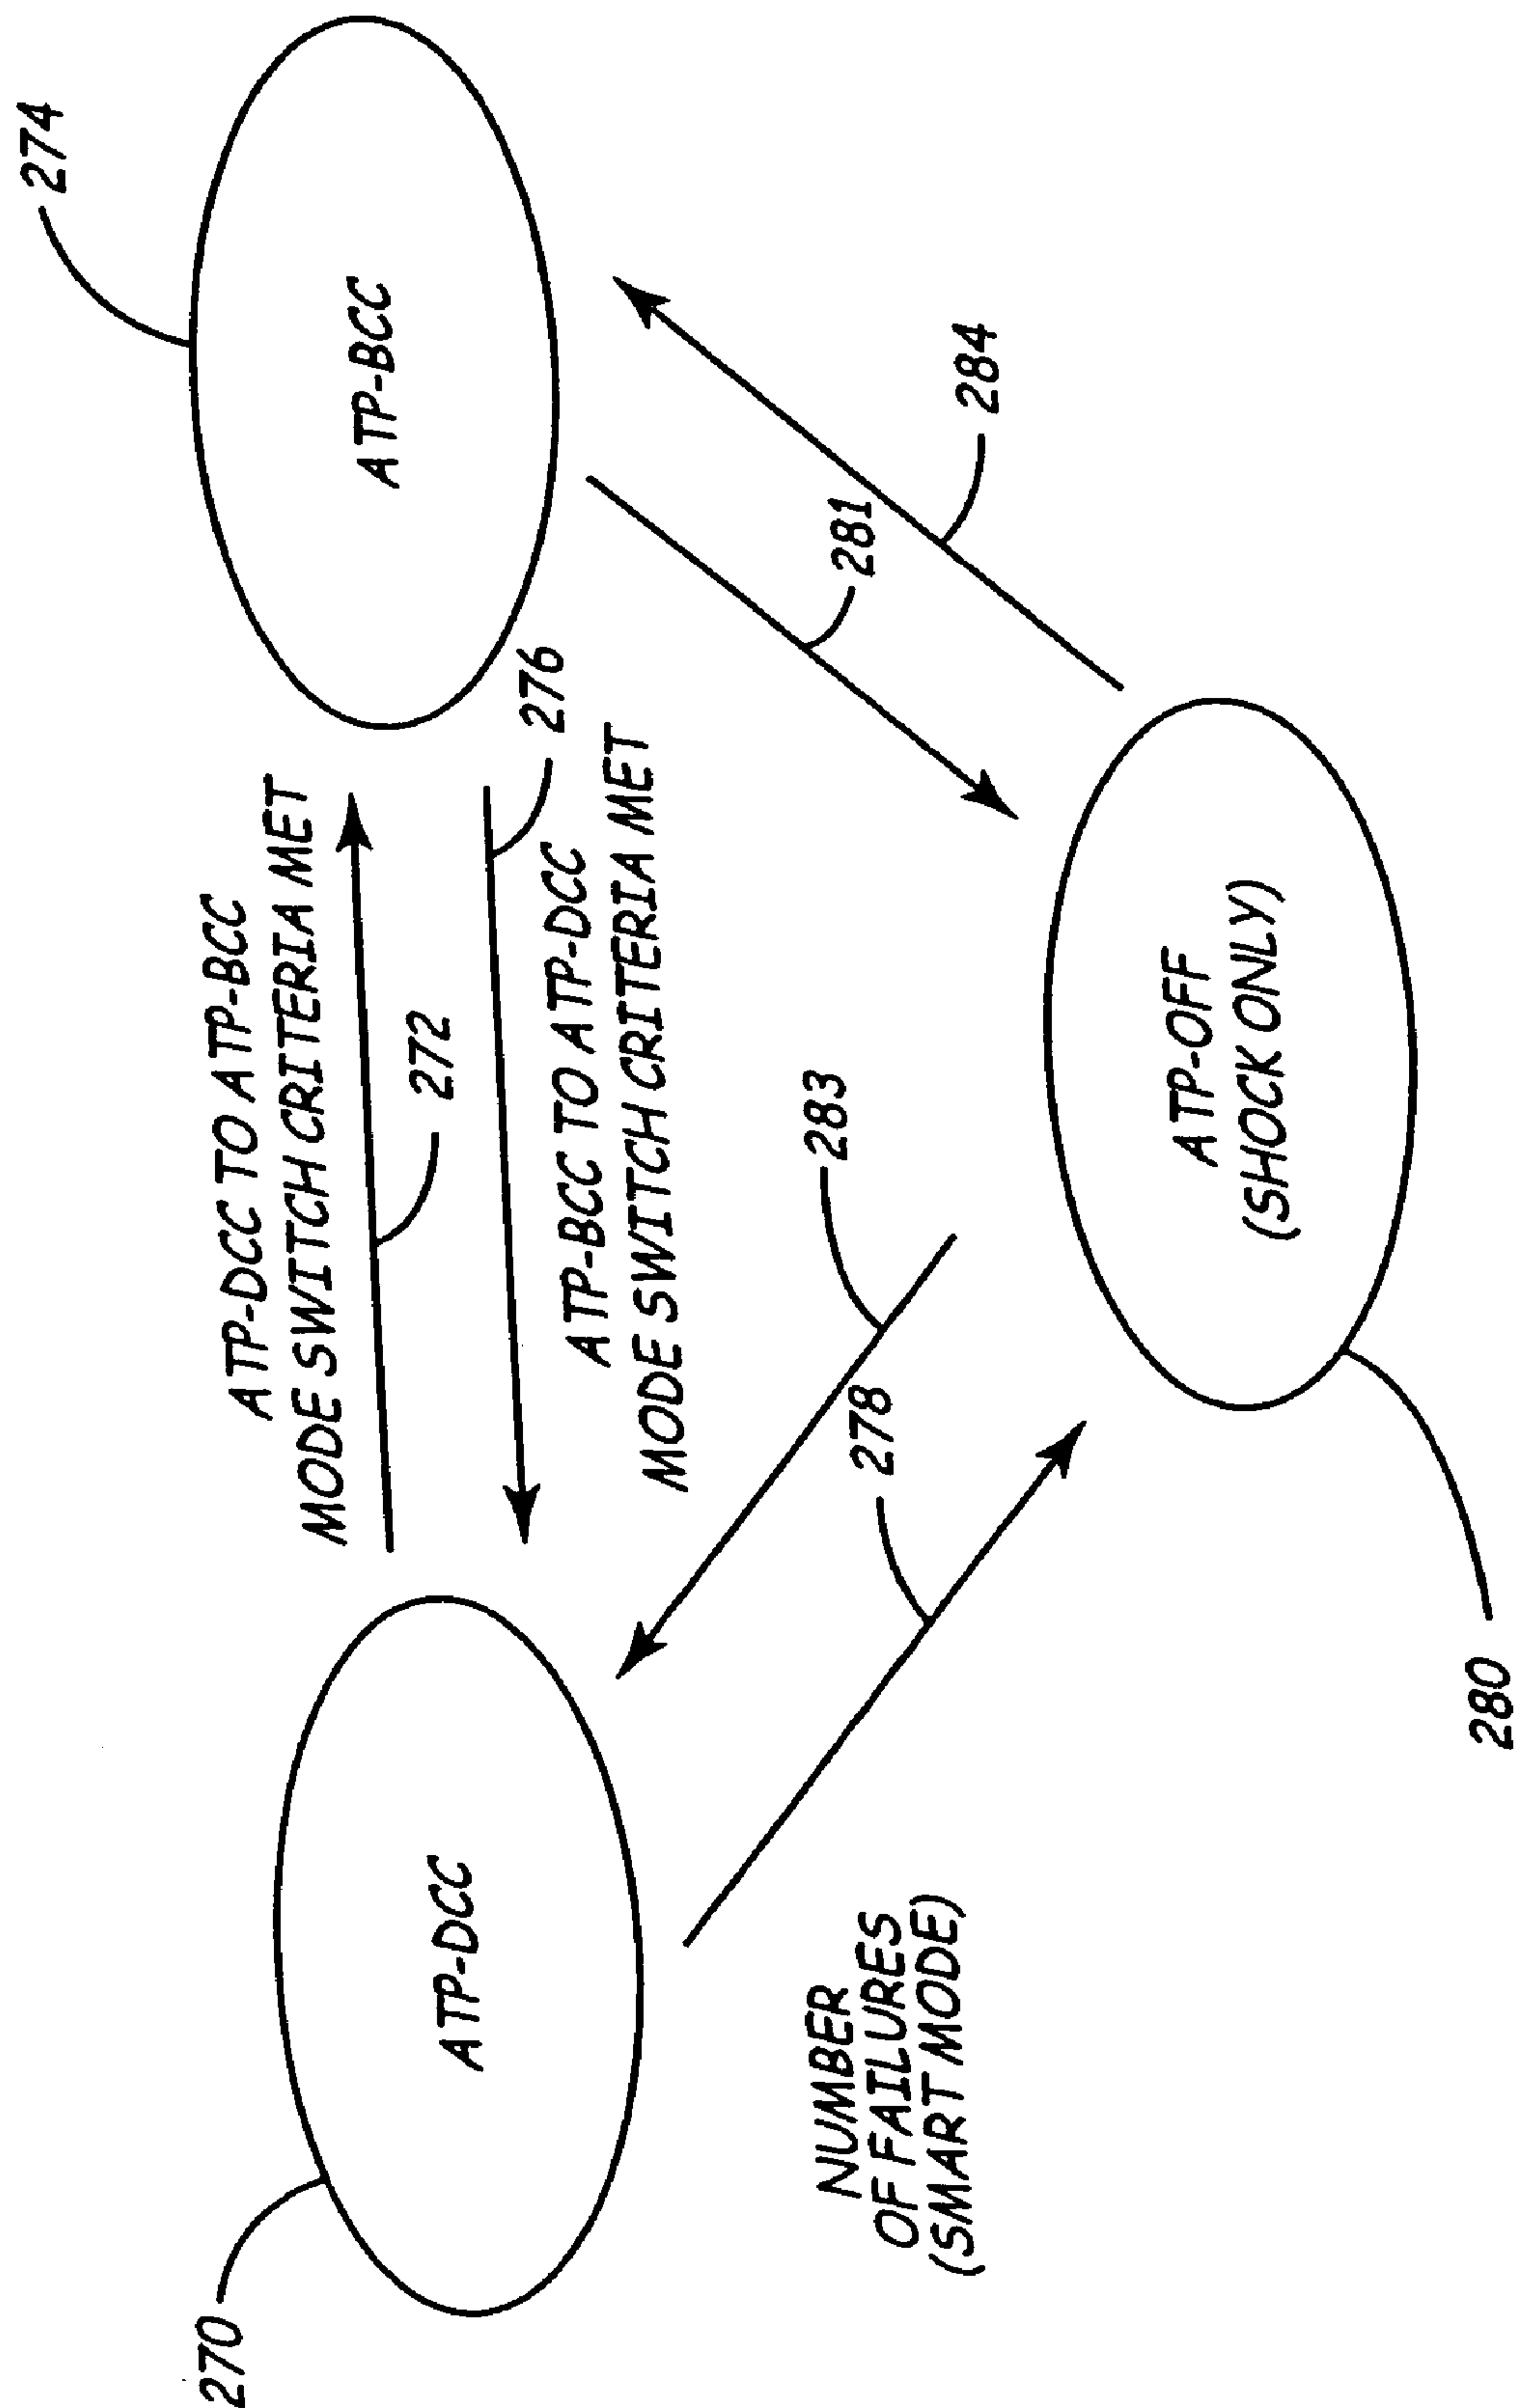 274
ATP-BCC
ATP-DCC TO ATP-BCC
MODE SWITCH CRITERIA MET
272
276
ATP-BCC TO ATP-DCC
MODE SWITCH CRITERIA MET
270
ATP-DCC
281
284
283
278
NUMBER
OF FAILURES
(SMART MODE)
ATP-OFF
(SHOCK ONLY)
280